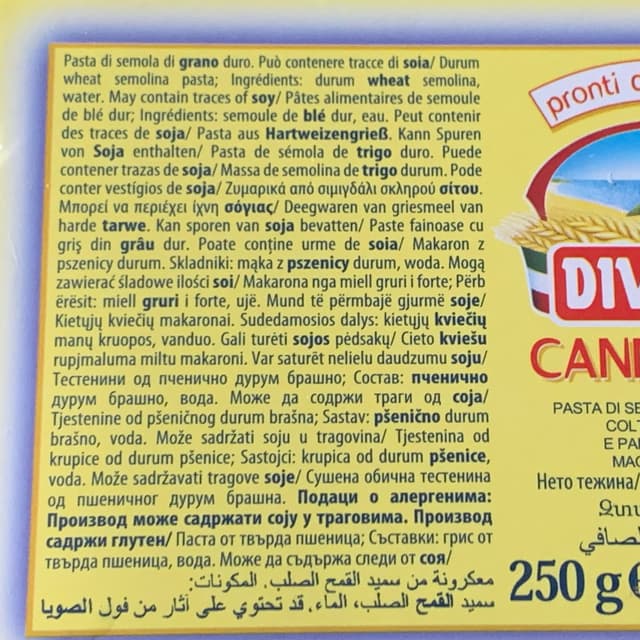 Pasta di semola di grano duro. Può contenere tracce di soia/ Durum
wheat semolina pasta; Ingrédients: durum wheat semolina,
water. May contain traces of soy/ Pâtes alimentaires de semoule
de blé dur; Ingrédients: semoule de blé dur, eau. Peut contenir
des traces de soja/ Pasta aus Hartweizengrieß. Kann Spuren
von Soja enthalten/ Pasta de sémola de trigo duro. Puede
contener trazas de soja/ Massa de semolina de trigo durum. Pode
conter vestígios de soja/ Ζυμαρικά από σιμιγδάλι σκληρού σίτου.
Μπορεί να περιέχει ίχνη σόγιας/ Deegwaren van griesmeel van
harde tarwe. Kan sporen van soja bevatten/ Paste fainoase cu
griş din grâu dur. Poate conține urme de soia/ Makaron z
pszenicy durum. Skladniki: mąka z pszenicy durum, woda. Mogą
zawierać śladowe ilości soi/ Makarona nga miell gruri i forte; Përb
ërësit: miell gruri i forte, ujë. Mund të përmbajë gjurmë soje/
Kietųjų kviečių makaronai. Sudedamosios dalys: kietųjų kviečių
manų kruopos, vanduo. Gali turėti sojos pėdsakų/ Cieto kviešu
rupjmaluma miltu makaroni. Var saturēt nelielu daudzumu soju/
Тестенини од пченично дурум брашно; Состав: пченично
дурум брашно, вода. Може да содржи траги од соја/
Tjestenine od pšeničnog durum brašna; Sastav: pšenično durum
brašno, voda. Može sadržati soju u tragovina/ Tjestenina od
krupice od durum pšenice; Sastojci: krupica od durum pšenice,
voda. Može sadržavati tragove soje/ Сушена обична тестенина
од пшеничног дурум брашна. Подаци о алергенима:
Производ може садржати соју у траговима. Производ
садржи глутен/ Паста от твърда пшеница; Съставки: грис от
твърда пшеница, вода. Може да съдържа следи от соя/
معكرونة من سميد القمح الصلب. المكونات:
سميد القمح الصلب، الماء. قد تحتوي على آثار من فول الصويا
pronti
DIV
CAN
PASTA DI SE
COLT
E PA
MAC
Нето тежина/
الصافي
250 g